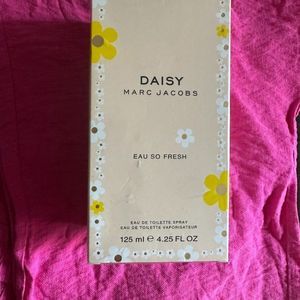 DAISY
MARC JACOBS
EAU SO FRESH
EAU DE TOILETTE SPRAY
EAU DE TOILETTE VAPORISATEUR
125 ml ℮ 4.25 FL OZ